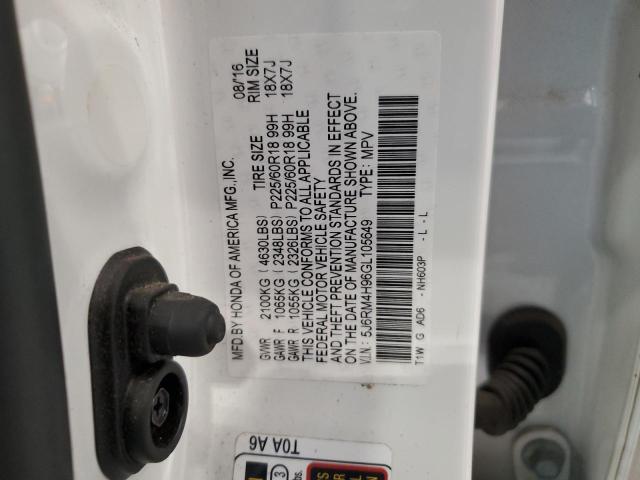 MFD.BY HONDA OF AMERICA MFG.,INC. 08/16
GVWR 2100KG ( 4630LBS) TIRE SIZE RIM SIZE
GAWR F 1065KG ( 2348LBS) P225/60R18 99H 18X7J
GAWR R 1055KG ( 2326LBS) P225/60R18 99H 18X7J
THIS VEHICLE CONFORMS TO ALL APPLICABLE
FEDERAL MOTOR VEHICLE SAFETY
AND THEFT PREVENTION STANDARDS IN EFFECT
ON THE DATE OF MANUFACTURE SHOWN ABOVE.
V.I.N.: 5J6RM4H96GL105649 TYPE: MPV
T1W G AD6 - NH603P - L - L
T0A A6
3